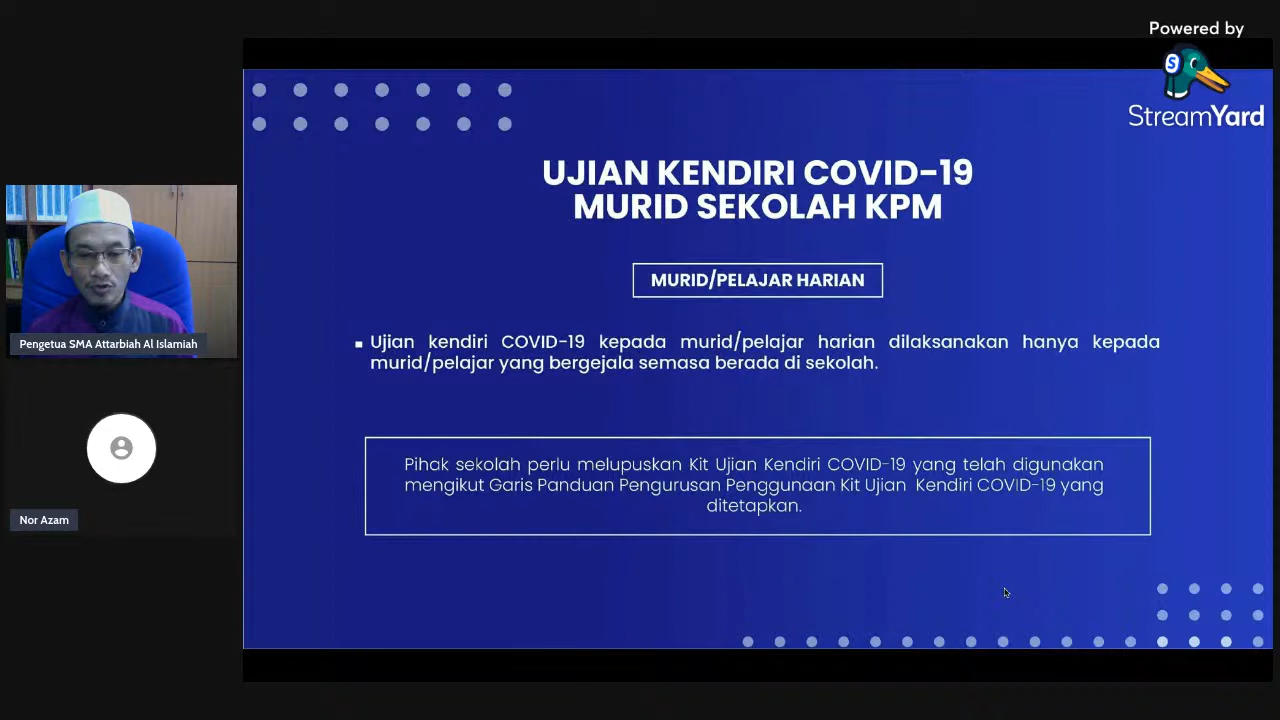 Powered by
StreamYard
UJIAN KENDIRI COVID-19
MURID SEKOLAH KPM
MURID/PELAJAR HARIAN
Ujian kendiri COVID-19 kepada murid/pelajar harian dilaksanakan hanya kepada
murid/pelajar yang bergejala semasa berada di sekolah.
Pihak sekolah perlu melupuskan Kit Ujian Kendiri COVID-19 yang telah digunakan
mengikut Garis Panduan Pengurusan Penggunaan Kit Ujian Kendiri COVID-19 yang
ditetapkan.
Pengetua SMA Attarbiah Al Islamiah
Nor Azam